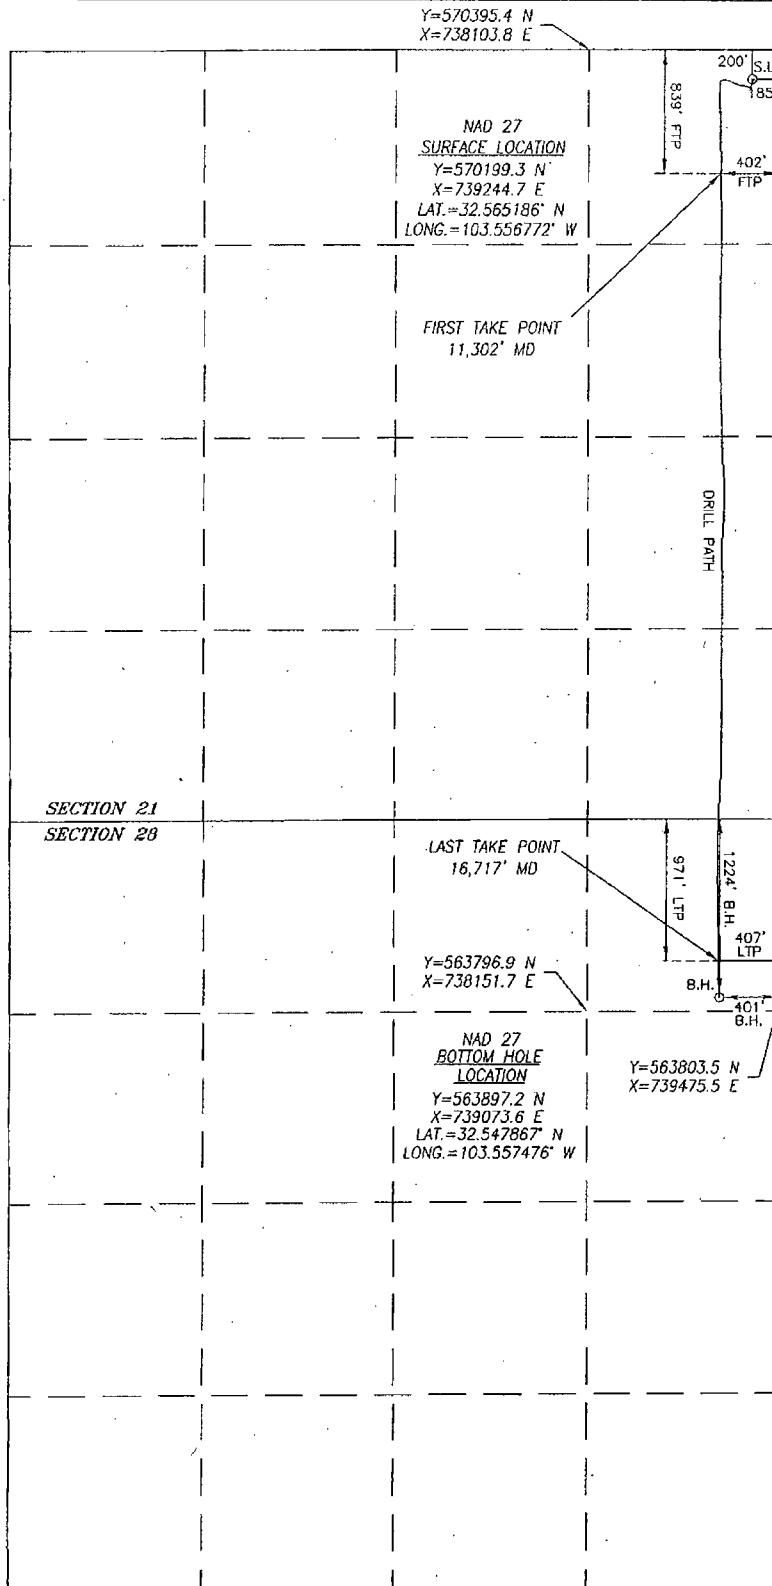 Y=570395.4 N
X=738103.8 E
200'
S.L
185
839' FTP
NAD 27
SURFACE LOCATION
Y=570199.3 N
X=739244.7 E
LAT.=32.565186° N
LONG.=103.556772° W
402'
FTP
FIRST TAKE POINT
11,302' MD
DRILL PATH
SECTION 21
SECTION 28
LAST TAKE POINT
16,717' MD
971' LTP
1224' B.H.
407'
LTP
Y=563796.9 N
X=738151.7 E
B.H.
401'
B.H.
NAD 27
BOTTOM HOLE
LOCATION
Y=563897.2 N
X=739073.6 E
LAT.=32.547867° N
LONG.=103.557476° W
Y=563803.5 N
X=739475.5 E